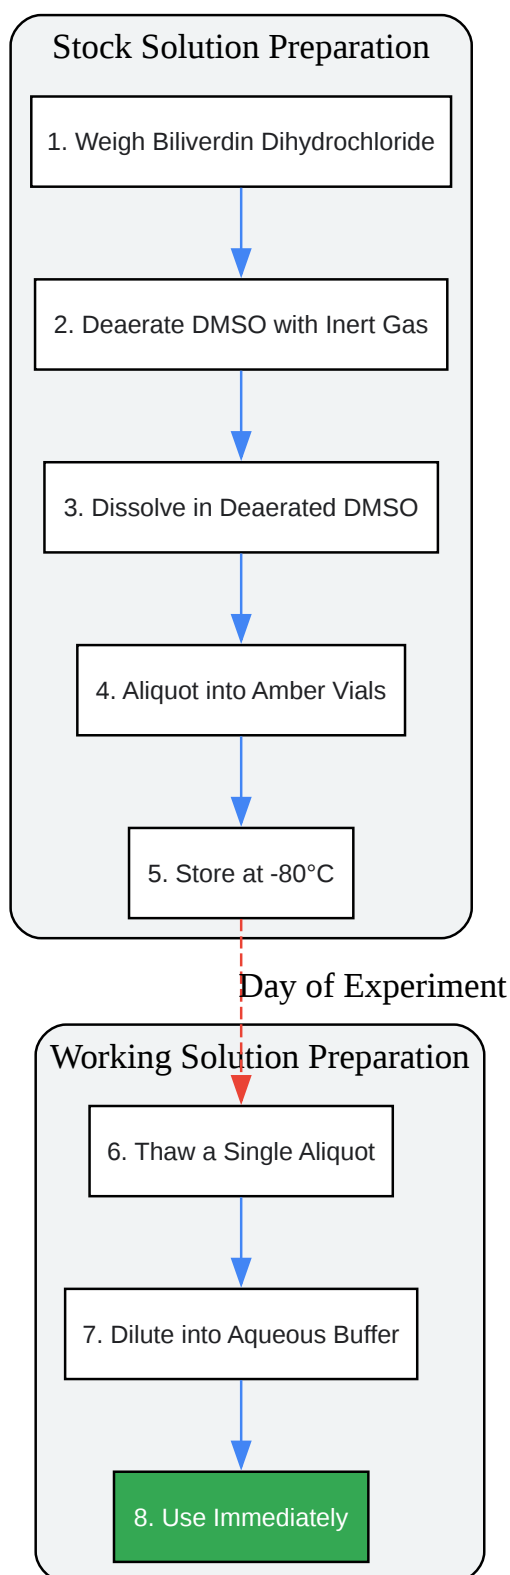 Stock Solution Preparation
1. Weigh Biliverdin Dihydrochloride
2. Deaerate DMSO with Inert Gas
3. Dissolve in Deaerated DMSO
4. Aliquot into Amber Vials
5. Store at -80°C
Day of Experiment
Working Solution Preparation
6. Thaw a Single Aliquot
7. Dilute into Aqueous Buffer
8. Use Immediately